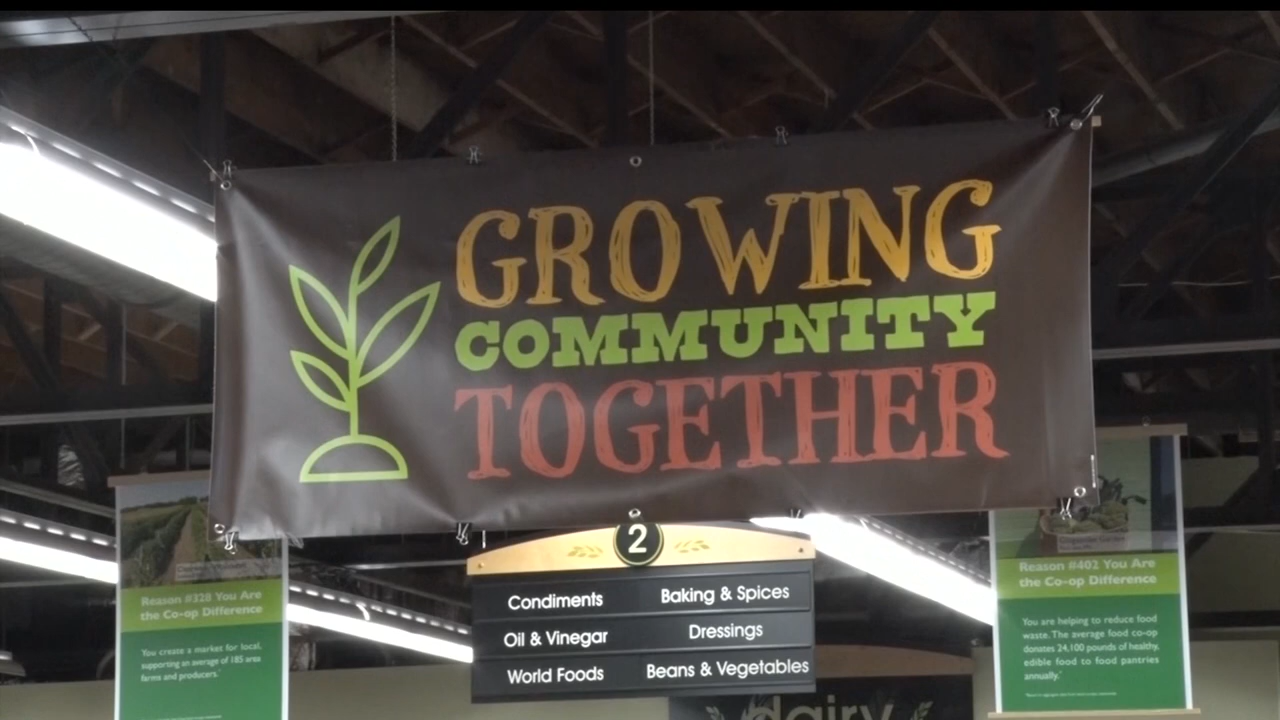 GROWING
COMMUNITY
TOGETHER
2
Condiments
Baking & Spices
Oil & Vinegar
Dressings
World Foods
Beans & Vegetables
Reason #328 You Are
the Co-op Difference
You create a market for local,
supporting an average of 185 area
farms and producers.*
Reason #402 You Are
the Co-op Difference
You are helping to reduce food
waste. The average food co-op
donates 24,100 pounds of healthy,
edible food to food pantries
annually.*
dairy